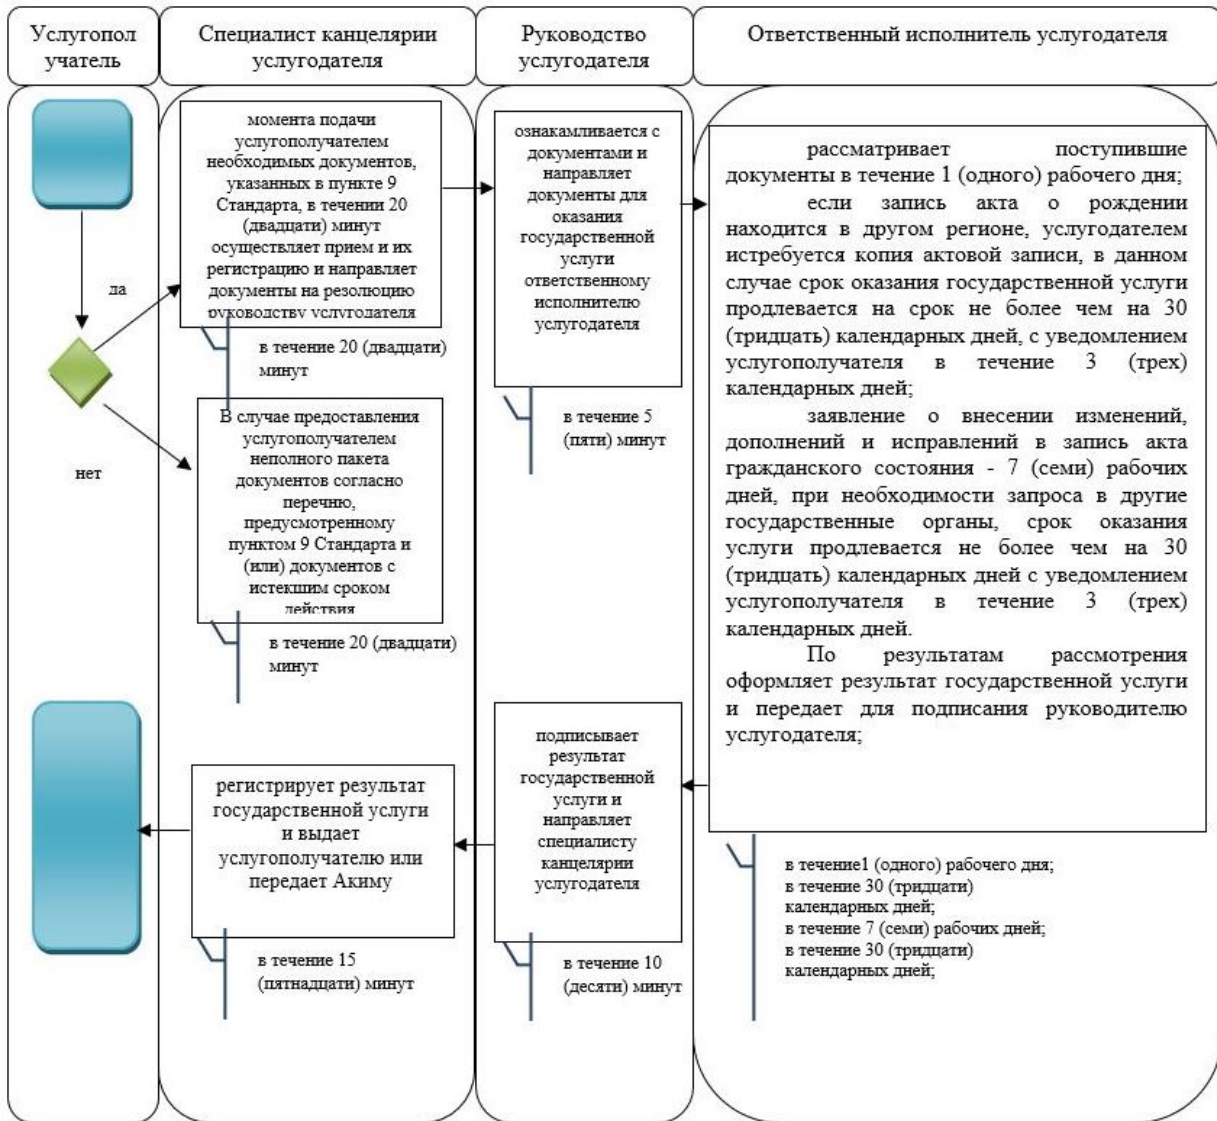 Услугопол
учатель
Специалист канцелярии
услугодателя
Руководство
услугодателя
Ответственный исполнитель услугодателя
момента подачи
услугополучателем
необходимых документов,
указанных в пункте 9
Стандарта, в течении 20
(двадцати) минут
осуществляет прием и их
регистрацию и направляет
документы на резолюцию
руководству услугодателя
в течение 20 (двадцати)
минут
да
нет
В случае предоставления
услугополучателем
неполного пакета
документов согласно
перечню,
предусмотренному
пунктом 9 Стандарта и
(или) документов с
истекшим сроком
действия
в течение 20 (двадцати)
минут
ознакамливается с
документами и
направляет
документы для
оказания
государственной
услуги
ответственному
исполнителю
услугодателя
в течение 5
(пяти) минут
рассматривает поступившие
документы в течение 1 (одного) рабочего дня;
если запись акта о рождении
находится в другом регионе, услугодателем
истребуется копия актовой записи, в данном
случае срок оказания государственной услуги
продлевается на срок не более чем на 30
(тридцать) календарных дней, с уведомлением
услугополучателя в течение 3 (трех)
календарных дней;
заявление о внесении изменений,
дополнений и исправлений в запись акта
гражданского состояния - 7 (семи) рабочих
дней, при необходимости запроса в другие
государственные органы, срок оказания
услуги продлевается не более чем на 30
(тридцать) календарных дней с уведомлением
услугополучателя в течение 3 (трех)
календарных дней.
По результатам рассмотрения
оформляет результат государственной услуги
и передает для подписания руководителю
услугодателя;
в течение1 (одного) рабочего дня;
в течение 30 (тридцати)
календарных дней;
в течение 7 (семи) рабочих дней;
в течение 30 (тридцати)
календарных дней;
подписывает
результат
государственной
услуги и
направляет
специалисту
канцелярии
услугодателя
в течение 10
(десяти) минут
регистрирует результат
государственной услуги
и выдает
услугополучателю или
передает Акиму
в течение 15
(пятнадцати) минут